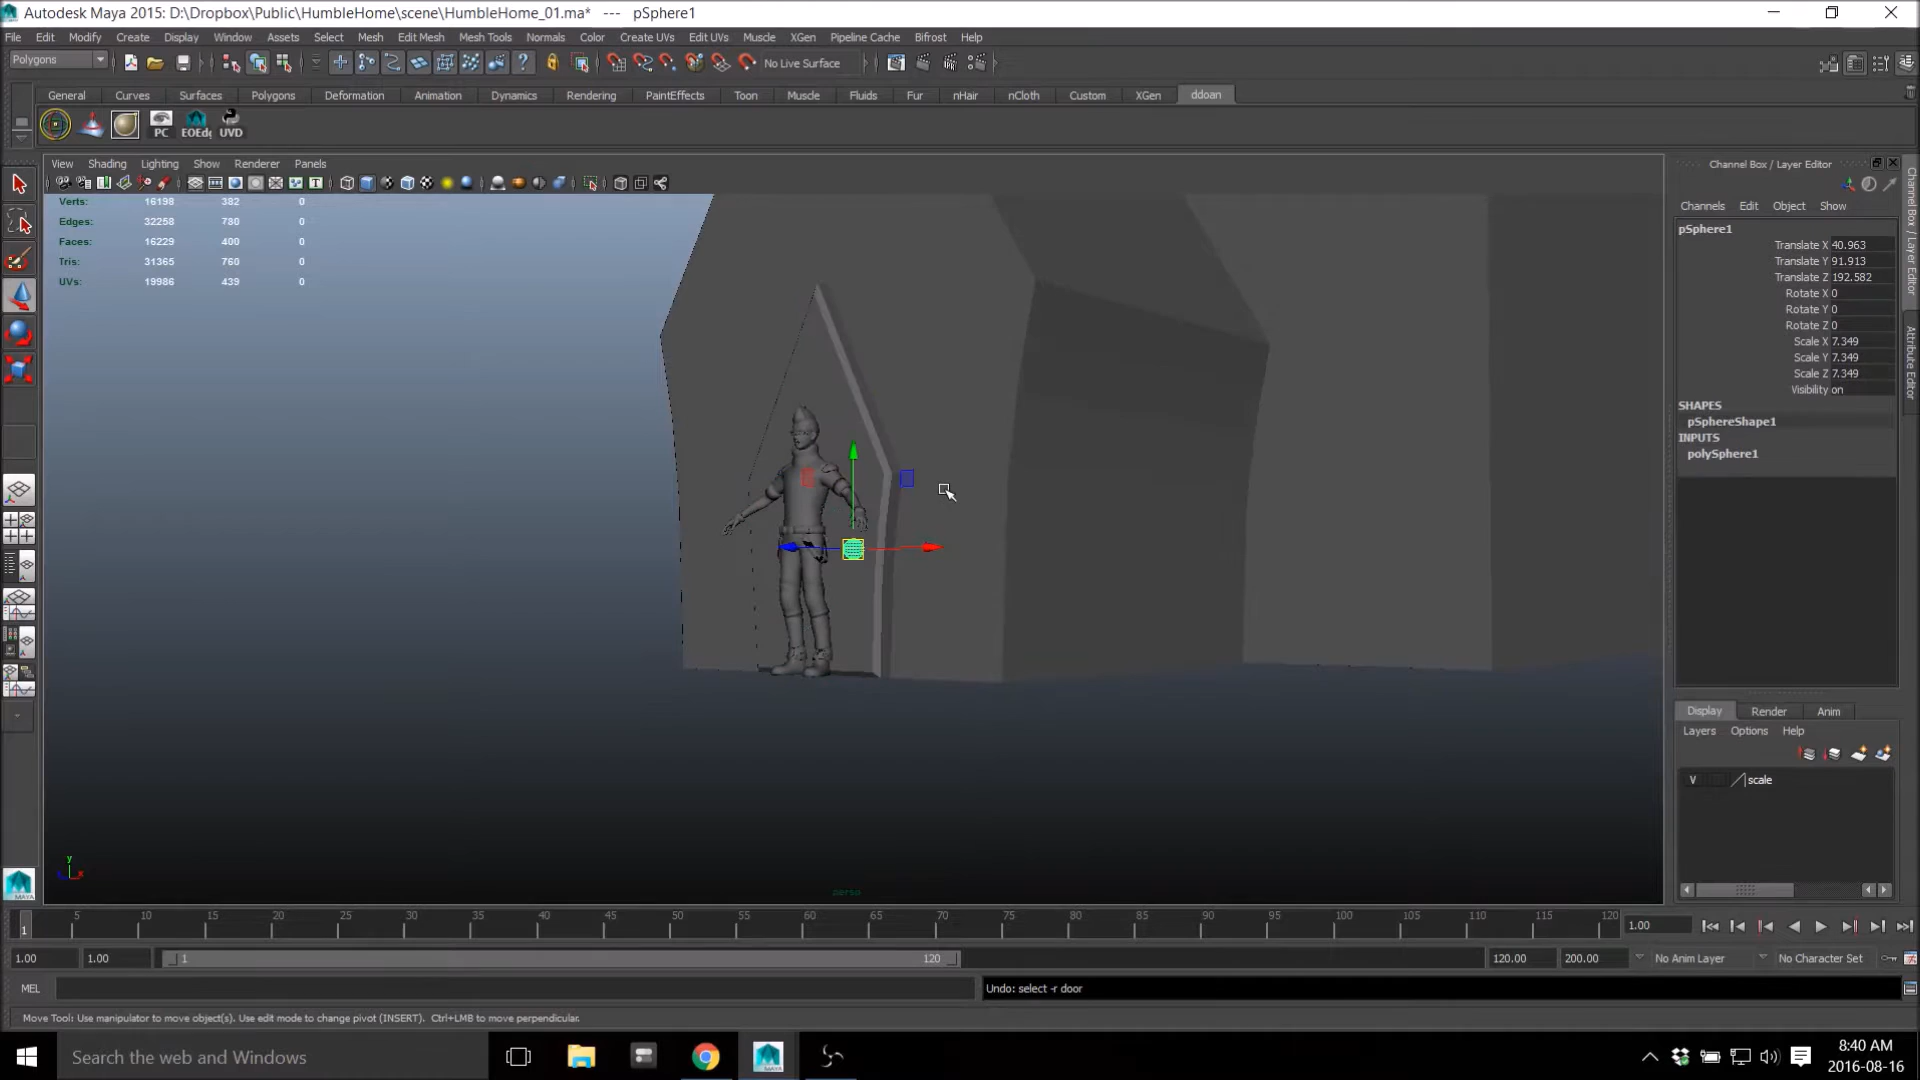 Autodesk Maya 2015: D:\Dropbox\Public\HumbleHome\scene\HumbleHome_01.ma* --- pSphere1
File Edit Modify Create Display Window Assets Select Mesh Edit Mesh Mesh Tools Normals Color Create UVs Edit UVs Muscle XGen Pipeline Cache Bifrost Help
Polygons No Live Surface
General Curves Surfaces Polygons Deformation Animation Dynamics Rendering PaintEffects Toon Muscle Fluids Fur nHair nCloth Custom XGen ddoan
PC EOEdg UVD
View Shading Lighting Show Renderer Panels
Verts: 16198 382 0
Edges: 32258 780 0
Faces: 16229 400 0
Tris: 31365 760 0
UVs: 19986 439 0
y
x
persp
Channel Box / Layer Editor
Channels Edit Object Show
pSphere1
Translate X 40.963
Translate Y 91.913
Translate Z 192.582
Rotate X 0
Rotate Y 0
Rotate Z 0
Scale X 7.349
Scale Y 7.349
Scale Z 7.349
Visibility on
SHAPES
pSphereShape1
INPUTS
polySphere1
Channel Box / Layer Editor
Attribute Editor
Display Render Anim
Layers Options Help
V scale
MAYA
1 5 10 15 20 25 30 35 40 45 50 55 60 65 70 75 80 85 90 95 100 105 110 115 120 1.00
1.00 1.00 1 120 120.00 200.00 No Anim Layer No Character Set
MEL Undo: select -r door
Move Tool: Use manipulator to move object(s). Use edit mode to change pivot (INSERT). Ctrl+LMB to move perpendicular.
Search the web and Windows
8:40 AM
2016-08-16